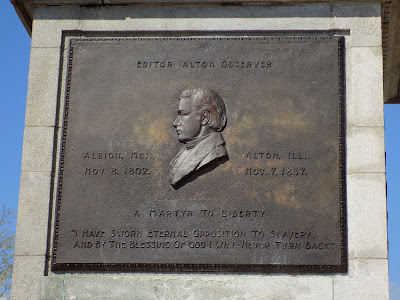 EDITOR ALTON OBSERVER
ALBION, ME., ALTON, ILL.,
NOV. 8. 1802. NOV. 7. 1837.
A MARTYR TO LIBERTY
"I HAVE SWORN ETERNAL OPPOSITION TO SLAVERY,
AND BY THE BLESSING OF GOD I WILL NEVER TURN BACK"